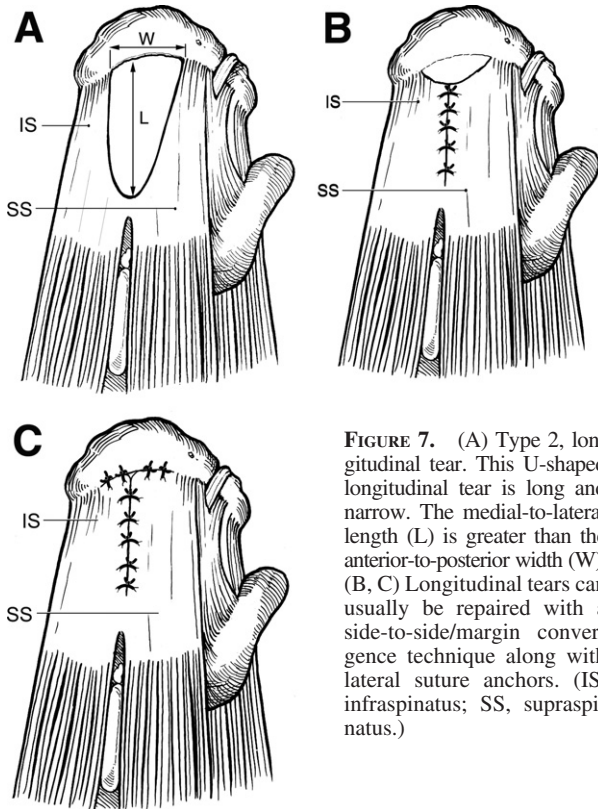 A
W
L
IS
SS
B
IS
SS
C
IS
SS
FIGURE 7. (A) Type 2, lon
gitudinal tear. This U-shaped
longitudinal tear is long and
narrow. The medial-to-lateral
length (L) is greater than the
anterior-to-posterior width (W)
(B, C) Longitudinal tears can
usually be repaired with a
side-to-side/margin conver
gence technique along with
lateral suture anchors. (IS
infraspinatus; SS, supraspi
natus.)